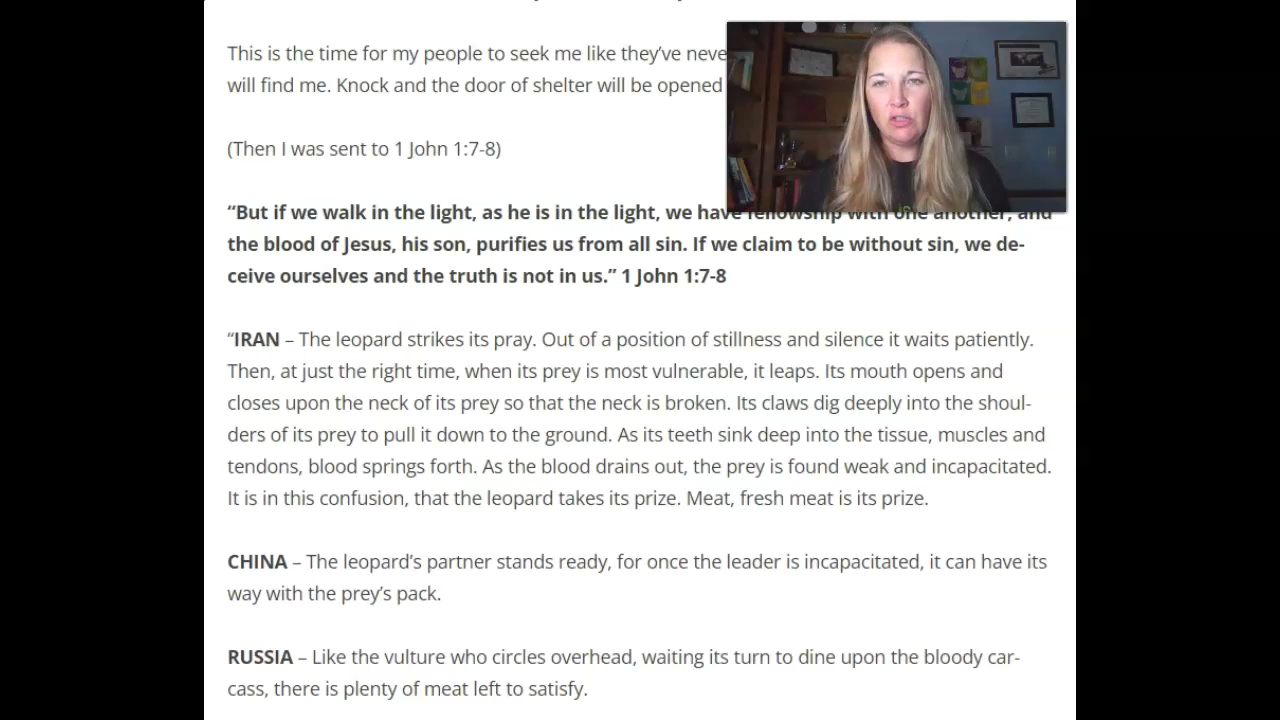 This is the time for my people to seek me like they’ve neve
will find me. Knock and the door of shelter will be opened
(Then I was sent to 1 John 1:7-8)
“But if we walk in the light, as he is in the light, we have fellowship with one another, and
the blood of Jesus, his son, purifies us from all sin. If we claim to be without sin, we de-
ceive ourselves and the truth is not in us.” 1 John 1:7-8
“IRAN – The leopard strikes its pray. Out of a position of stillness and silence it waits patiently.
Then, at just the right time, when its prey is most vulnerable, it leaps. Its mouth opens and
closes upon the neck of its prey so that the neck is broken. Its claws dig deeply into the shoul-
ders of its prey to pull it down to the ground. As its teeth sink deep into the tissue, muscles and
tendons, blood springs forth. As the blood drains out, the prey is found weak and incapacitated.
It is in this confusion, that the leopard takes its prize. Meat, fresh meat is its prize.
CHINA – The leopard’s partner stands ready, for once the leader is incapacitated, it can have its
way with the prey’s pack.
RUSSIA – Like the vulture who circles overhead, waiting its turn to dine upon the bloody car-
cass, there is plenty of meat left to satisfy.